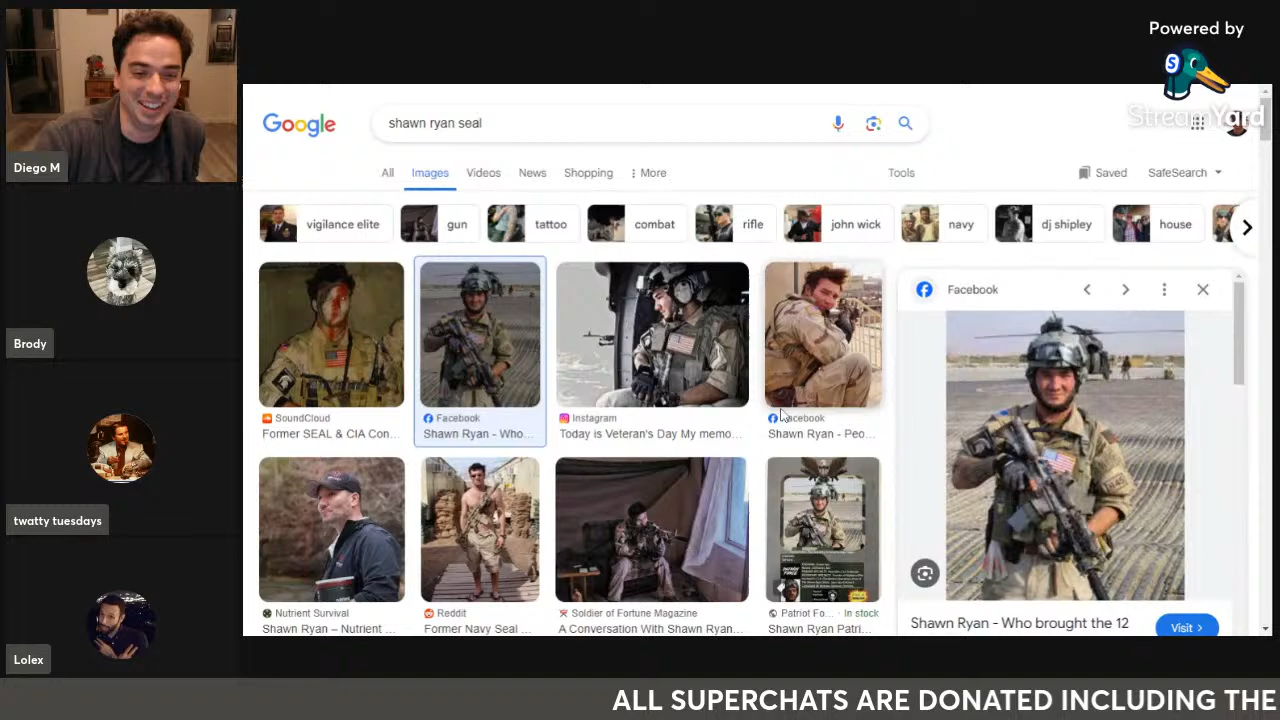 Powered by
StreamYard
Diego M
Brody
twatty tuesdays
Lolex
Google
shawn ryan seal
All Images Videos News Shopping More Tools Saved SafeSearch
vigilance elite gun tattoo combat rifle john wick navy dj shipley house
Facebook
SoundCloud Facebook Instagram Facebook
Former SEAL & CIA Con... Shawn Ryan - Who... Today is Veteran's Day My memo... Shawn Ryan - Peo...
Nutrient Survival Reddit Soldier of Fortune Magazine Patriot Fo... · In stock
Shawn Ryan – Nutrient ... Former Navy Seal ... A Conversation With Shawn Ryan... Shawn Ryan Patri...
Shawn Ryan - Who brought the 12
Visit >
ALL SUPERCHATS ARE DONATED INCLUDING THE